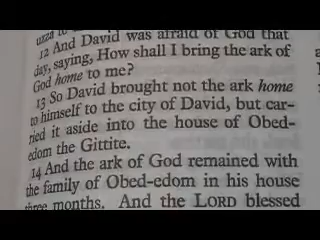 uzza to
12 And David was afraid of God that
day, saying, How shall I bring the ark of
God home to me?
13 So David brought not the ark home
to himself to the city of David, but car-
ried it aside into the house of Obed-
edom the Gittite.
14 And the ark of God remained with
the family of Obed-edom in his house
three months. And the LORD blessed